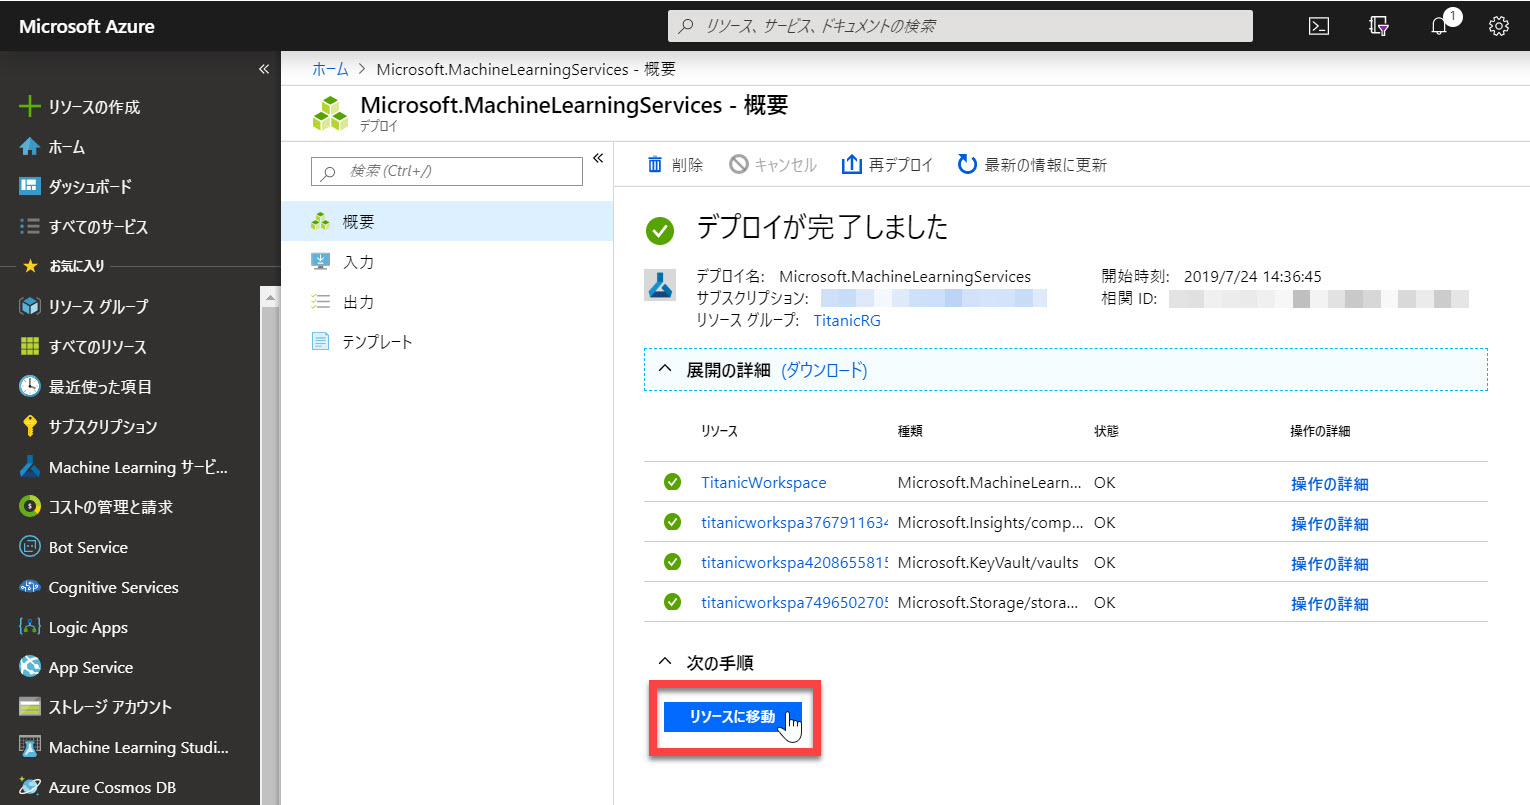 Microsoft Azure
リソース、サービス、ドキュメントの検索
1
ホーム > Microsoft.MachineLearningServices - 概要
Microsoft.MachineLearningServices - 概要
デプロイ
リソースの作成
ホーム
ダッシュボード
すべてのサービス
お気に入り
リソース グループ
すべてのリソース
最近使った項目
サブスクリプション
Machine Learning サービ...
コストの管理と請求
Bot Service
Cognitive Services
Logic Apps
App Service
ストレージ アカウント
Machine Learning Studi...
Azure Cosmos DB
検索 (Ctrl+/)
概要
入力
出力
テンプレート
削除 キャンセル 再デプロイ 最新の情報に更新
デプロイが完了しました
デプロイ名: Microsoft.MachineLearningServices
サブスクリプション:
リソース グループ: TitanicRG
開始時刻: 2019/7/24 14:36:45
相関 ID:
展開の詳細 (ダウンロード)
リソース 種類 状態 操作の詳細
TitanicWorkspace Microsoft.MachineLearn... OK 操作の詳細
titanicworkspa3767911634 Microsoft.Insights/comp... OK 操作の詳細
titanicworkspa4208655815 Microsoft.KeyVault/vaults OK 操作の詳細
titanicworkspa7496502705 Microsoft.Storage/stora... OK 操作の詳細
次の手順
リソースに移動